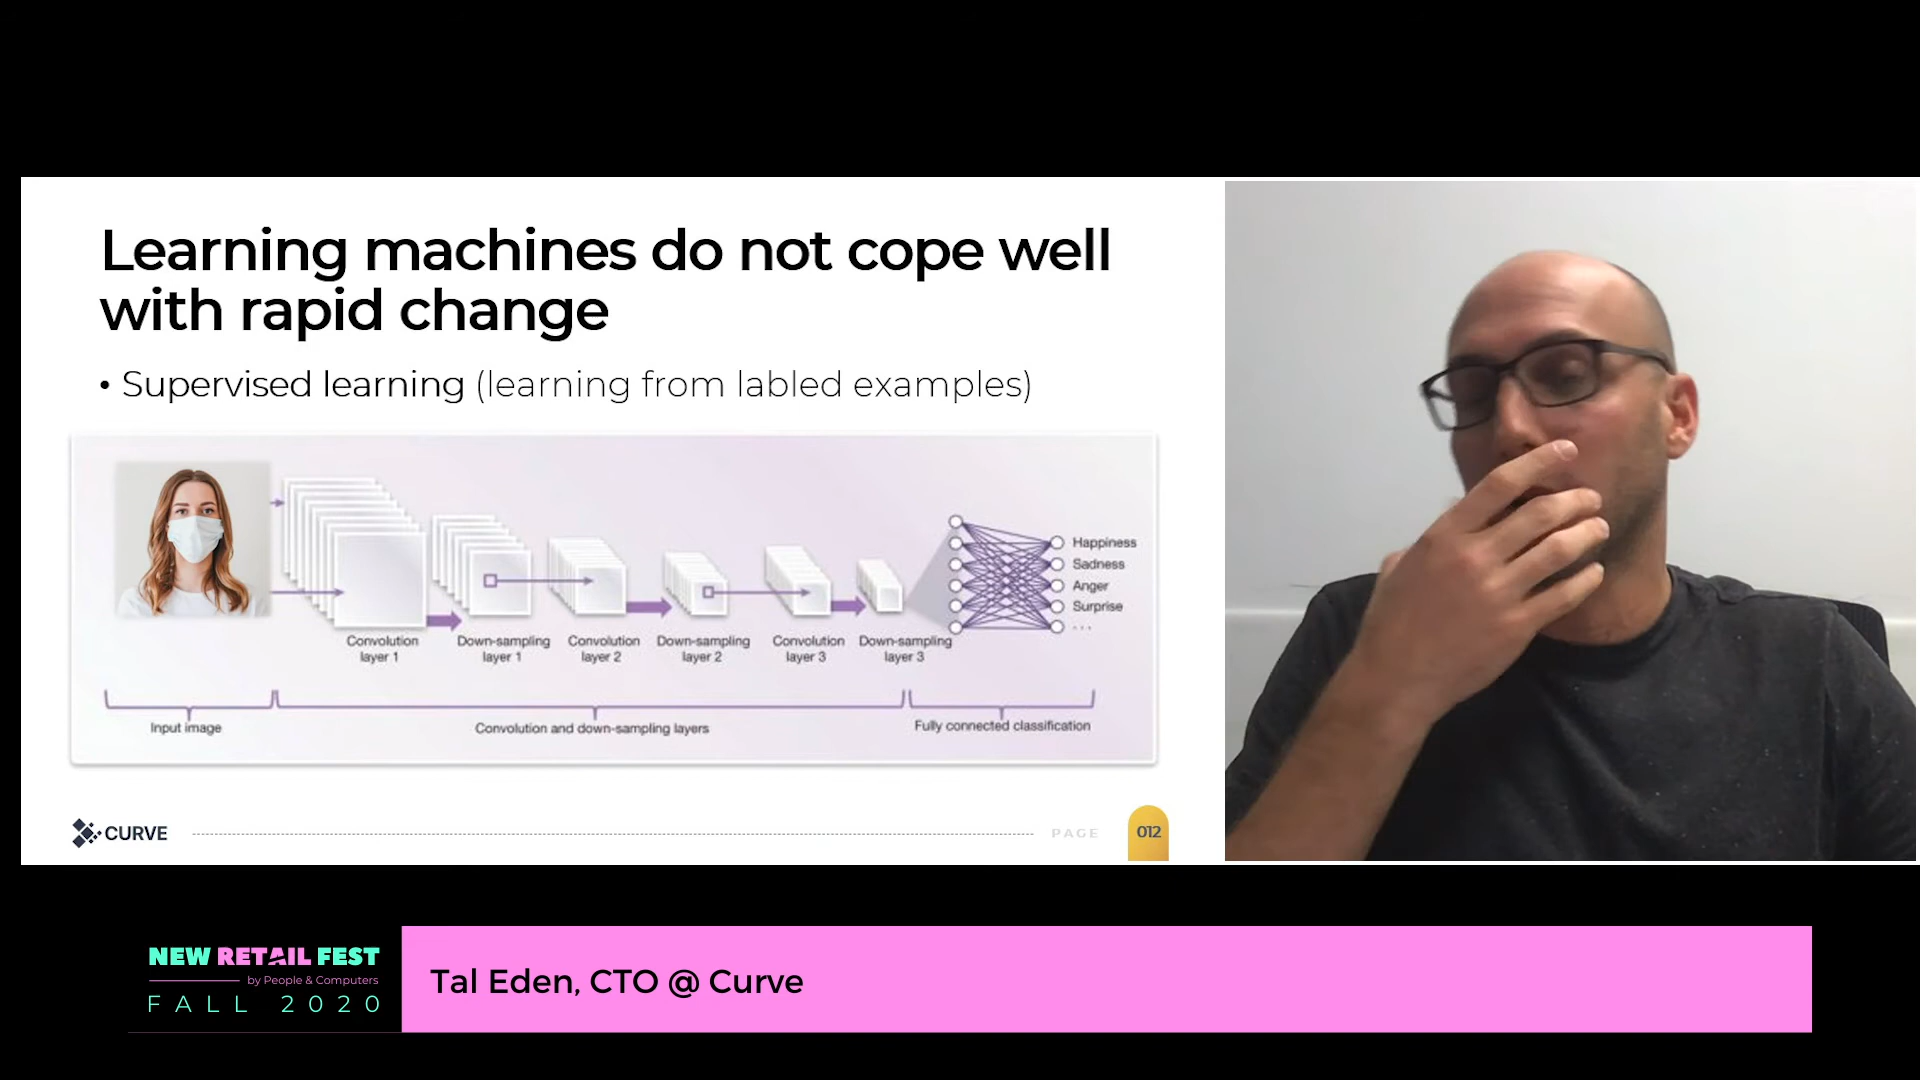 Learning machines do not cope well
with rapid change
• Supervised learning (learning from labled examples)
Happiness
Sadness
Anger
Surprise
...
Convolution
layer 1
Down-sampling
layer 1
Convolution
layer 2
Down-sampling
layer 2
Convolution
layer 3
Down-sampling
layer 3
Input image
Convolution and down-sampling layers
Fully connected classification
CURVE
PAGE
012
NEW RETAIL FEST
by People & Computers
FALL 2020
Tal Eden, CTO @ Curve